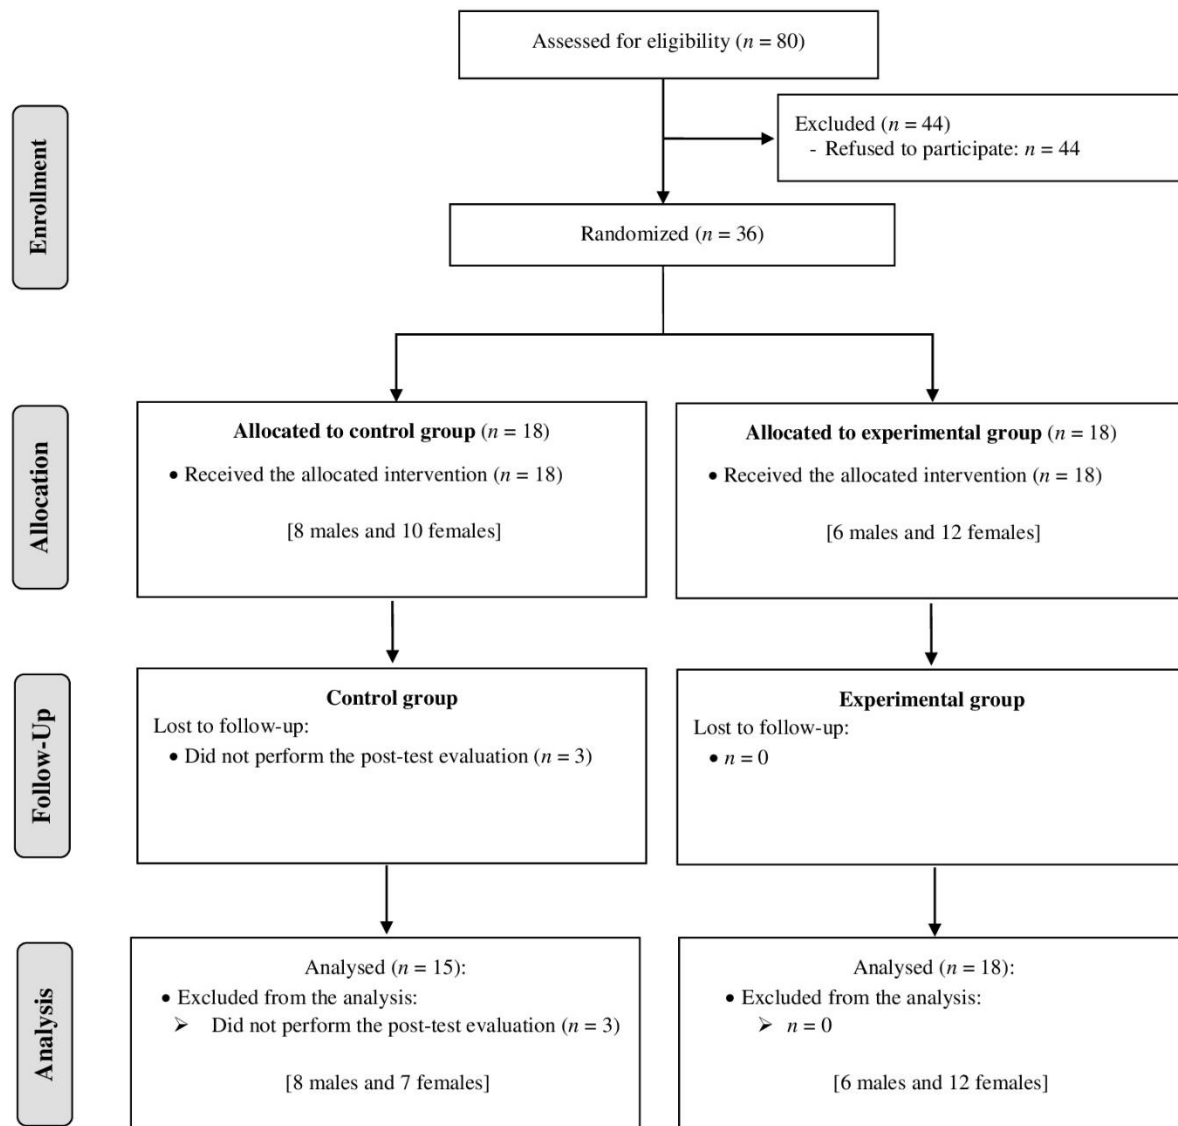 Assessed for eligibility (n = 80)
Enrollment
Excluded (n = 44)
- Refused to participate: n = 44
Randomized (n = 36)
Allocation
Allocated to control group (n = 18)
• Received the allocated intervention (n = 18)
[8 males and 10 females]
Allocated to experimental group (n = 18)
• Received the allocated intervention (n = 18)
[6 males and 12 females]
Follow-Up
Control group
Lost to follow-up:
• Did not perform the post-test evaluation (n = 3)
Experimental group
Lost to follow-up:
• n = 0
Analysis
Analysed (n = 15):
• Excluded from the analysis:
➢ Did not perform the post-test evaluation (n = 3)
[8 males and 7 females]
Analysed (n = 18):
• Excluded from the analysis:
➢ n = 0
[6 males and 12 females]